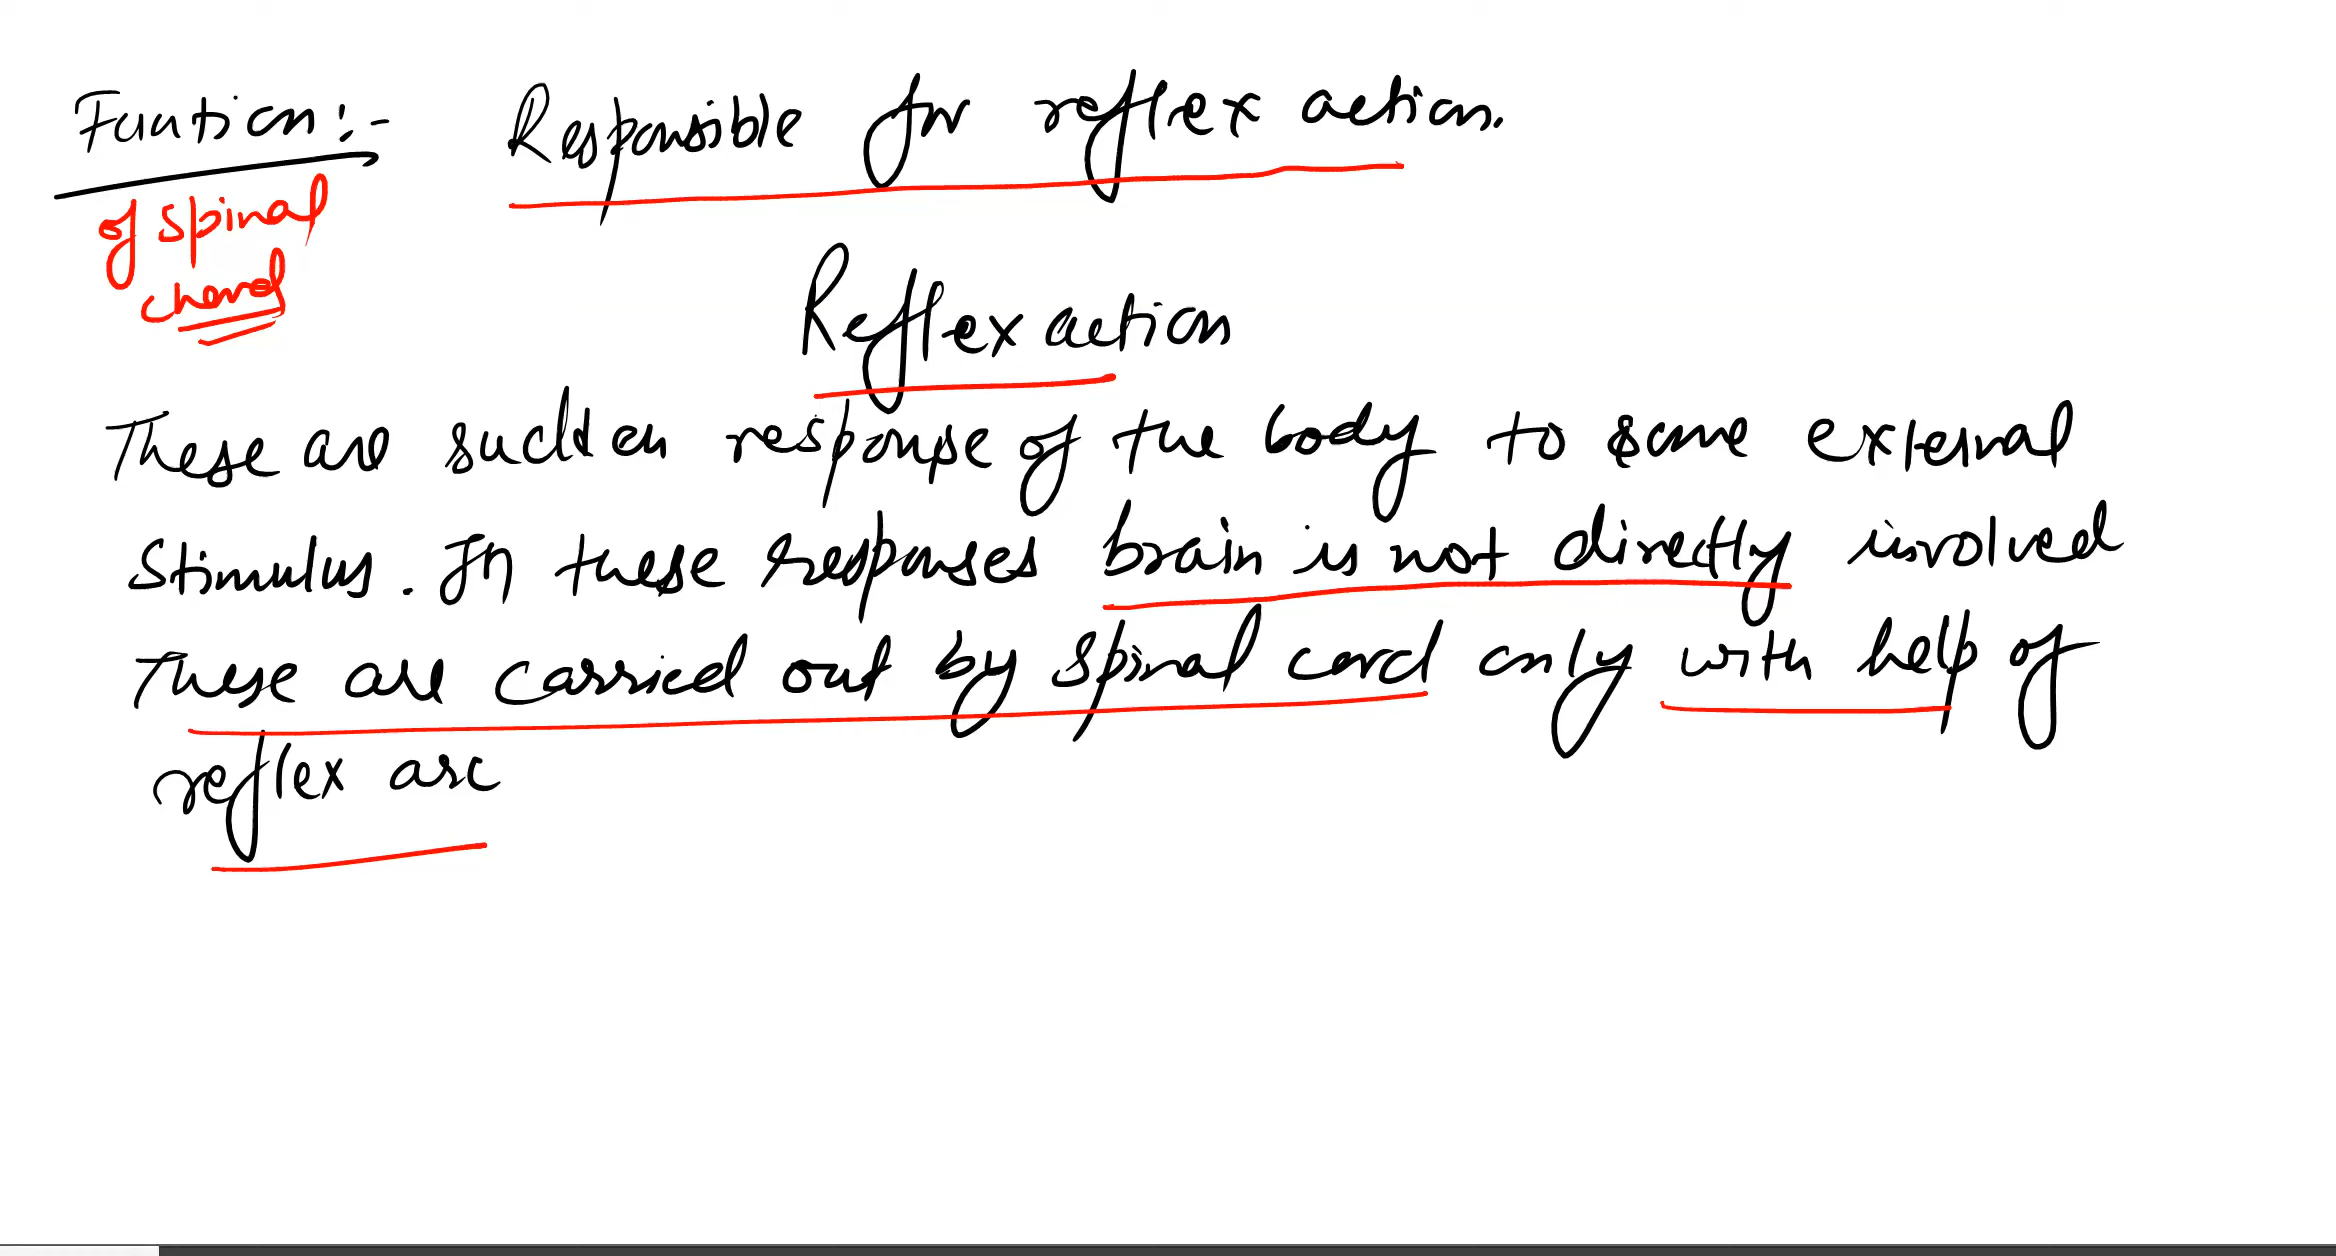 Function :- Responsible for reflex action.
of spinal
chord
Reflex action
These are sudden response of the body to some external
Stimulus. In these responses brain is not directly involved
These are carried out by spinal cord only with help of
reflex arc